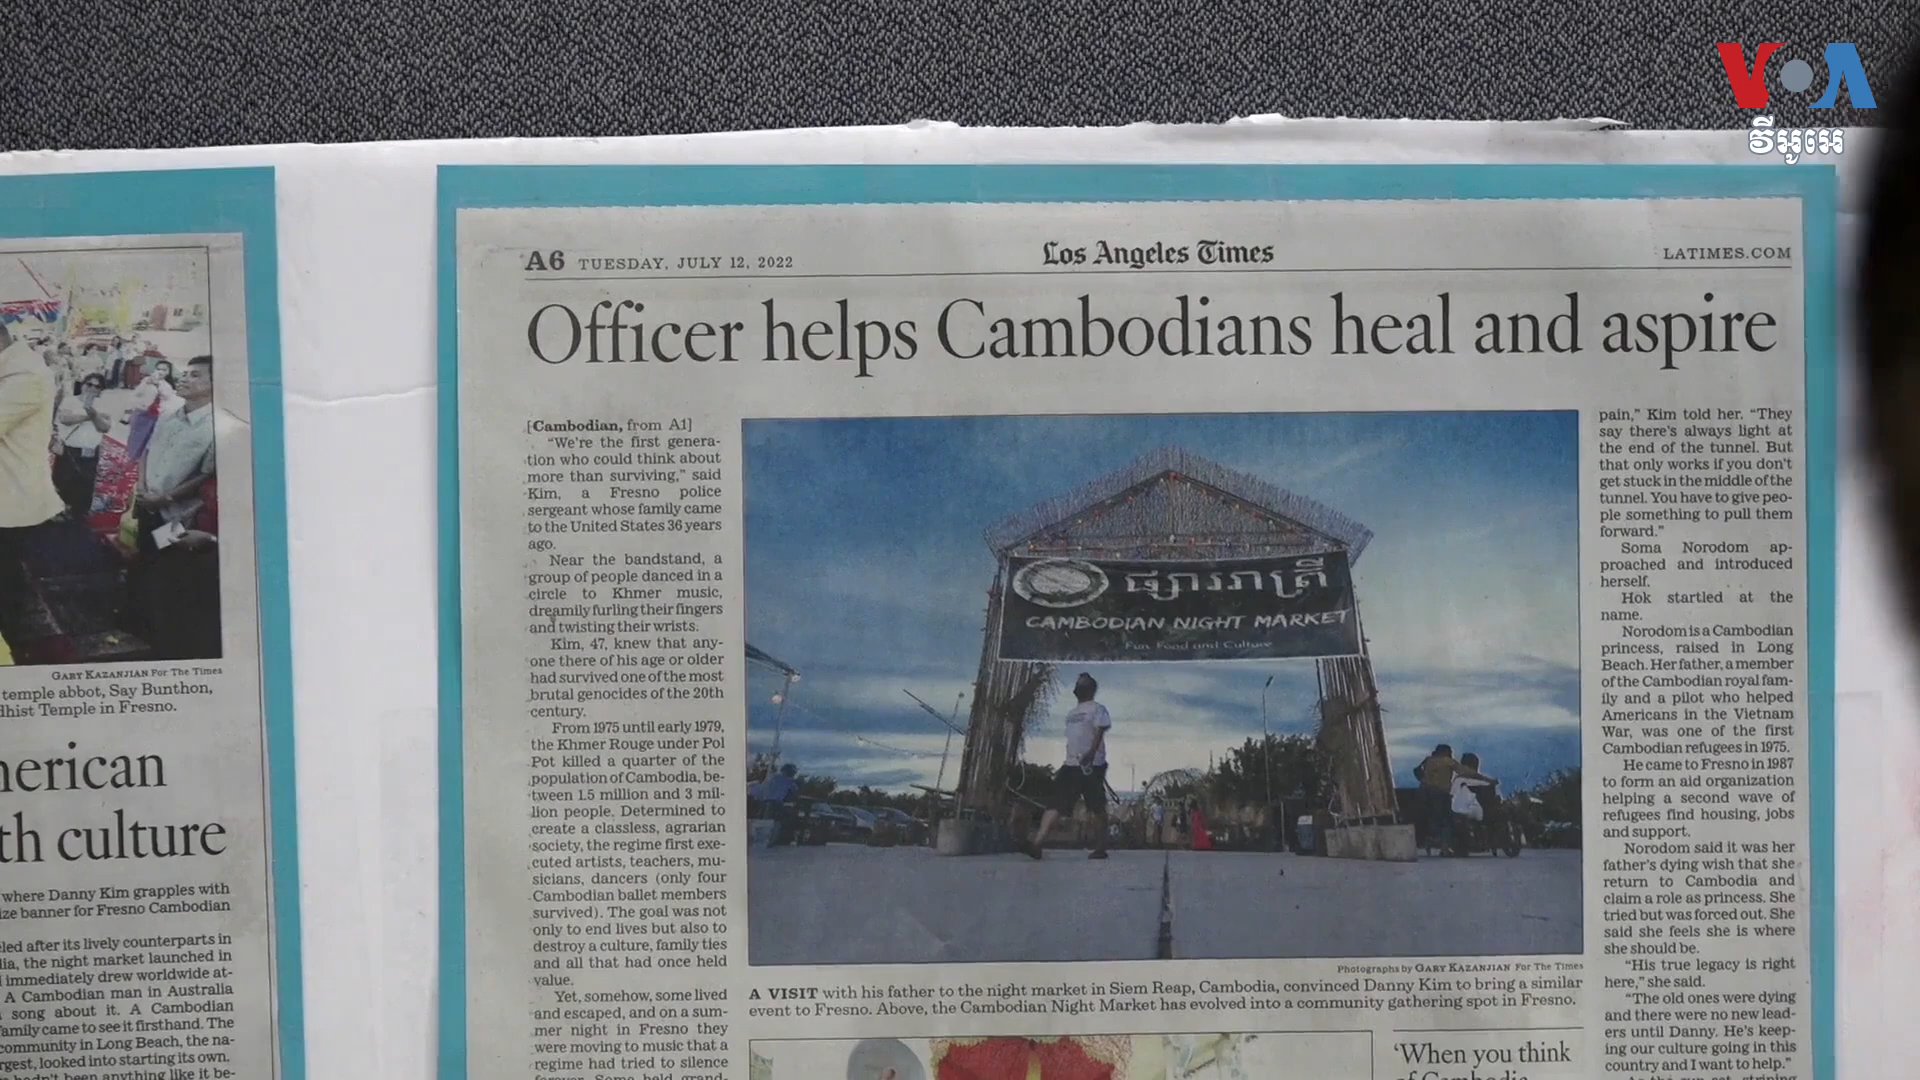 VOA
វីអូអេ
GARY KAZANJIAN For The Times
temple abbot, Say Bunthon,
dhist Temple in Fresno.
nerican
th culture
where Danny Kim grapples with
ize banner for Fresno Cambodian
led after its lively counterparts in
lia, the night market launched in
immediately drew worldwide at-
A Cambodian man in Australia
song about it. A Cambodian
family came to see it firsthand. The
community in Long Beach, the na-
rgest, looked into starting its own.
hadn't been anything like it be-
A6 TUESDAY, JULY 12, 2022
Los Angeles Times
LATIMES.COM
Officer helps Cambodians heal and aspire
[Cambodian, from A1]
"We're the first genera-
tion who could think about
more than surviving," said
Kim, a Fresno police
sergeant whose family came
to the United States 36 years
ago.
Near the bandstand, a
group of people danced in a
circle to Khmer music,
dreamily furling their fingers
and twisting their wrists.
Kim, 47, knew that any-
one there of his age or older
had survived one of the most
brutal genocides of the 20th
century.
From 1975 until early 1979,
the Khmer Rouge under Pol
Pot killed a quarter of the
population of Cambodia, be-
tween 1.5 million and 3 mil-
lion people. Determined to
create a classless, agrarian
society, the regime first exe-
cuted artists, teachers, mu-
sicians, dancers (only four
Cambodian ballet members
survived). The goal was not
only to end lives but also to
destroy a culture, family ties
and all that had once held
value.
Yet, somehow, some lived
and escaped, and on a sum-
mer night in Fresno they
were moving to music that a
regime had tried to silence
ផ្សាររាត្រី
CAMBODIAN NIGHT MARKET
Fun Food and Culture
Photographs by GARY KAZANJIAN For The Times
A VISIT with his father to the night market in Siem Reap, Cambodia, convinced Danny Kim to bring a similar
event to Fresno. Above, the Cambodian Night Market has evolved into a community gathering spot in Fresno.
'When you think
of Cambodia
pain," Kim told her. "They
say there's always light at
the end of the tunnel. But
that only works if you don't
get stuck in the middle of the
tunnel. You have to give peo-
ple something to pull them
forward."
Soma Norodom ap-
proached and introduced
herself.
Hok startled at the
name.
Norodom is a Cambodian
princess, raised in Long
Beach. Her father, a member
of the Cambodian royal fam-
ily and a pilot who helped
Americans in the Vietnam
War, was one of the first
Cambodian refugees in 1975.
He came to Fresno in 1987
to form an aid organization
helping a second wave of
refugees find housing, jobs
and support.
Norodom said it was her
father's dying wish that she
return to Cambodia and
claim a role as princess. She
tried but was forced out. She
said she feels she is where
she should be.
"His true legacy is right
here," she said.
"The old ones were dying
and there were no new lead-
ers until Danny. He's keep-
ing our culture going in this
country and I want to help."